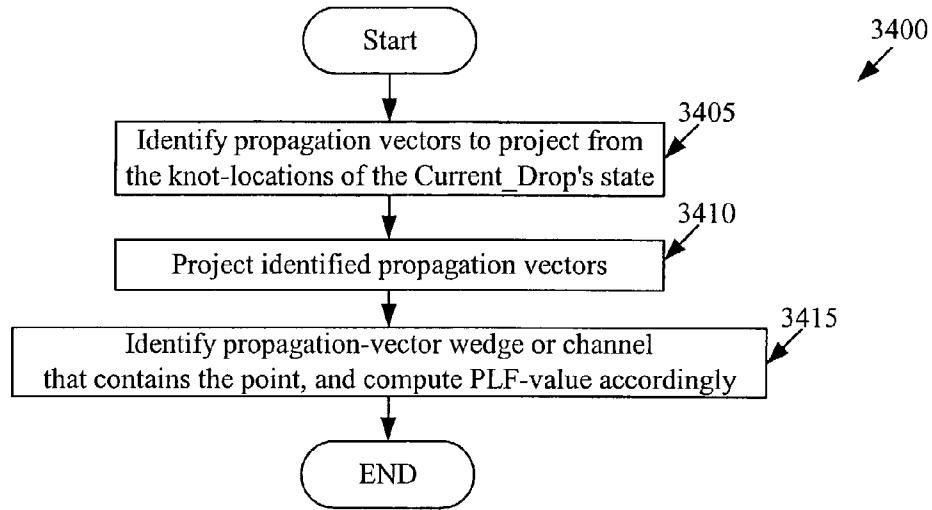 Start
3400
3405
Identify propagation vectors to project from
the knot-locations of the Current_Drop's state
3410
Project identified propagation vectors
3415
Identify propagation-vector wedge or channel
that contains the point, and compute PLF-value accordingly
END